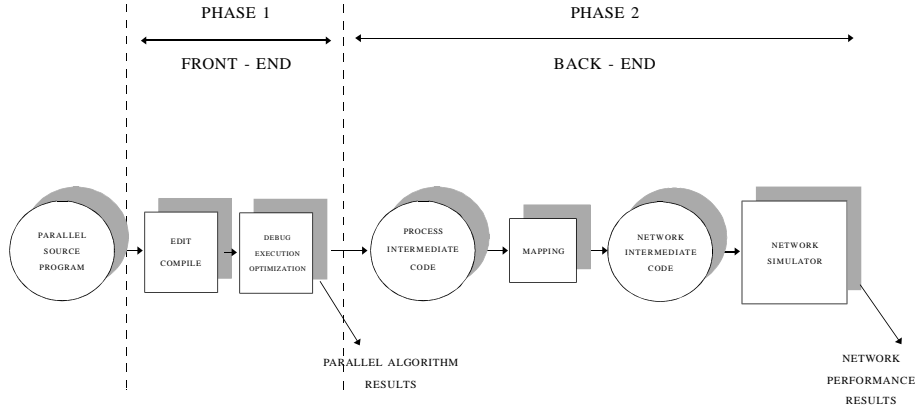 PHASE 1
PHASE 2
FRONT - END
BACK - END
PARALLEL
SOURCE
PROGRAM
EDIT
COMPILE
DEBUG
EXECUTION
OPTIMIZATION
PROCESS
INTERMEDIATE
CODE
MAPPING
NETWORK
INTERMEDIATE
CODE
NETWORK
SIMULATOR
PARALLEL ALGORITHM
RESULTS
NETWORK
PERFORMANCE
RESULTS